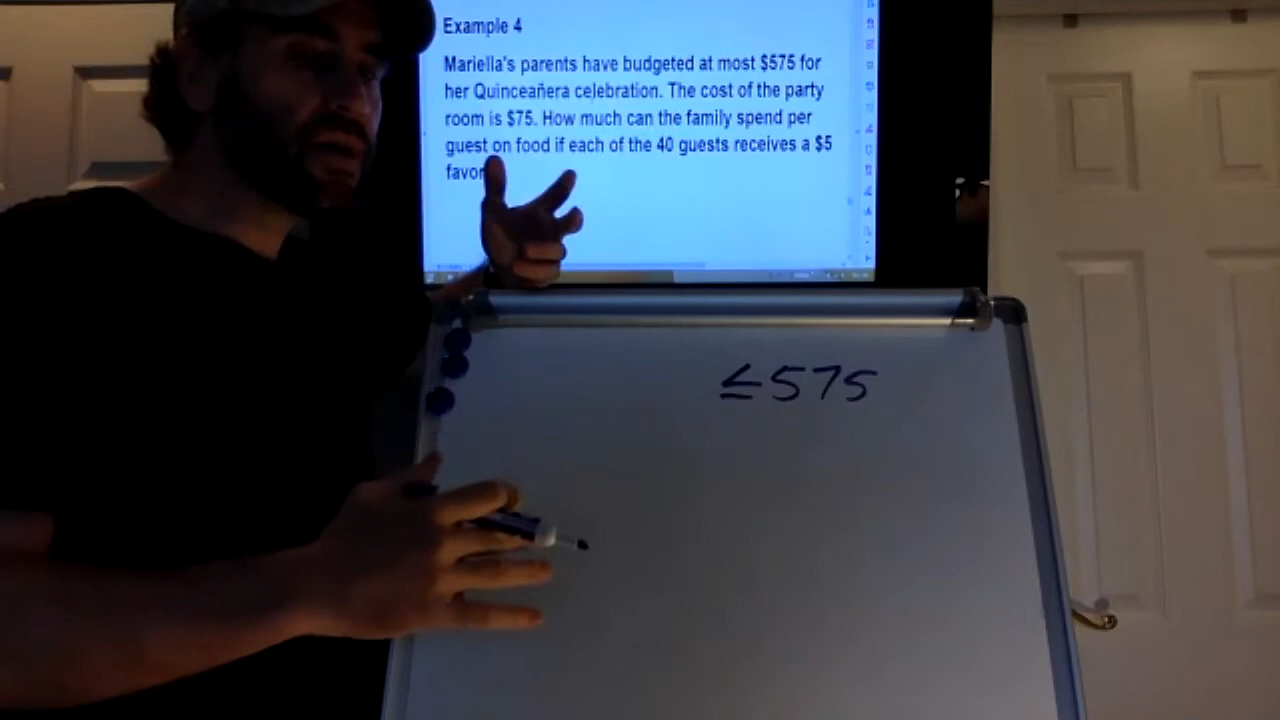 Example 4
Mariella's parents have budgeted at most $575 for
her Quinceañera celebration. The cost of the party
room is $75. How much can the family spend per
guest on food if each of the 40 guests receives a $5
favor
≤575